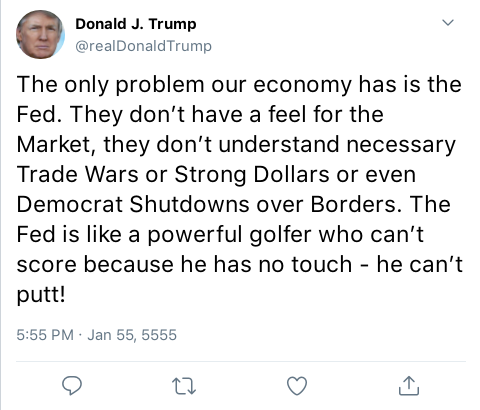 Donald J. Trump
@realDonaldTrump
The only problem our economy has is the
Fed. They don’t have a feel for the
Market, they don’t understand necessary
Trade Wars or Strong Dollars or even
Democrat Shutdowns over Borders. The
Fed is like a powerful golfer who can’t
score because he has no touch - he can’t
putt!
5:55 PM · Jan 55, 5555